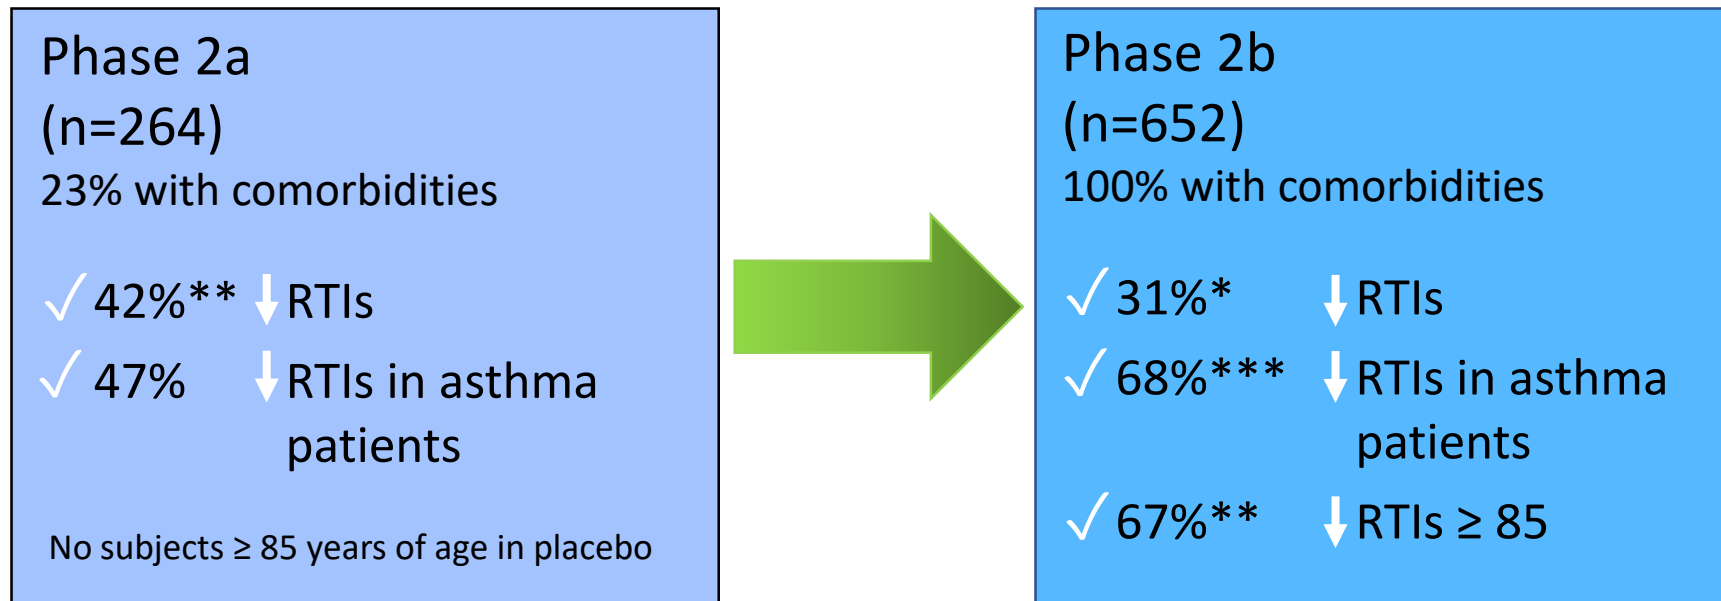 Phase 2a
(n=264)
23% with comorbidities
✓ 42%** ↓ RTIs
✓ 47% ↓ RTIs in asthma
patients
No subjects ≥ 85 years of age in placebo
Phase 2b
(n=652)
100% with comorbidities
✓ 31%* ↓ RTIs
✓ 68%*** ↓ RTIs in asthma
patients
✓ 67%** ↓ RTIs ≥ 85